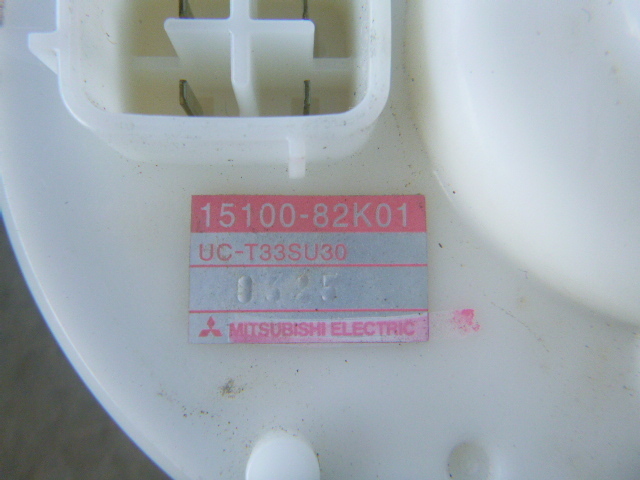 15100-82K01
UC-T33SU30
0325
MITSUBISHI ELECTRIC